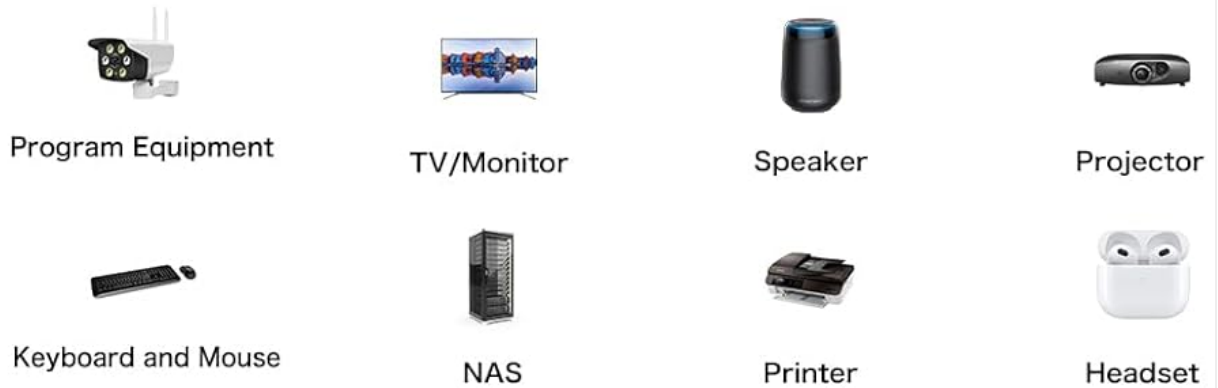 Program Equipment
TV/Monitor
Speaker
Projector
Keyboard and Mouse
NAS
Printer
Headset